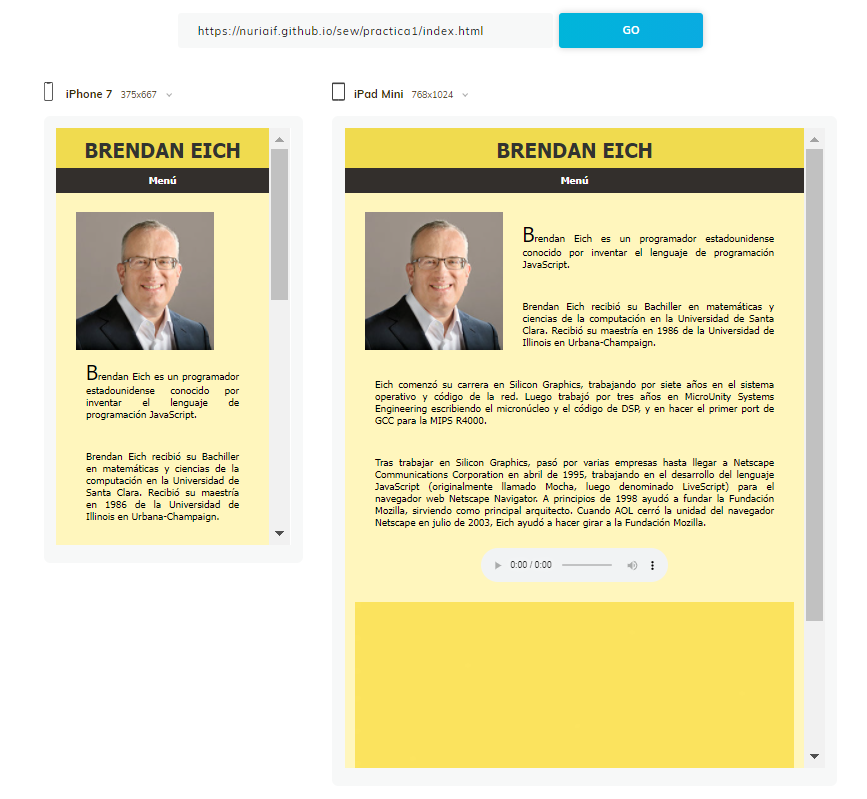 https://nuriaif.github.io/sew/practica1/index.html
GO
iPhone 7 375x667
BRENDAN EICH
Menú
Brendan Eich es un programador
estadounidense conocido por
inventar el lenguaje de
programación JavaScript.
Brendan Eich recibió su Bachiller
en matemáticas y ciencias de la
computación en la Universidad de
Santa Clara. Recibió su maestría
en 1986 de la Universidad de
Illinois en Urbana-Champaign.
iPad Mini 768x1024
BRENDAN EICH
Menú
Brendan Eich es un programador estadounidense
conocido por inventar el lenguaje de programación
JavaScript.
Brendan Eich recibió su Bachiller en matemáticas y
ciencias de la computación en la Universidad de Santa
Clara. Recibió su maestría en 1986 de la Universidad de
Illinois en Urbana-Champaign.
Eich comenzó su carrera en Silicon Graphics, trabajando por siete años en el sistema
operativo y código de la red. Luego trabajó por tres años en MicroUnity Systems
Engineering escribiendo el micronúcleo y el código de DSP, y en hacer el primer port de
GCC para la MIPS R4000.
Tras trabajar en Silicon Graphics, pasó por varias empresas hasta llegar a Netscape
Communications Corporation en abril de 1995, trabajando en el desarrollo del lenguaje
JavaScript (originalmente llamado Mocha, luego denominado LiveScript) para el
navegador web Netscape Navigator. A principios de 1998 ayudó a fundar la Fundación
Mozilla, sirviendo como principal arquitecto. Cuando AOL cerró la unidad del navegador
Netscape en julio de 2003, Eich ayudó a hacer girar a la Fundación Mozilla.
0:00 / 0:00